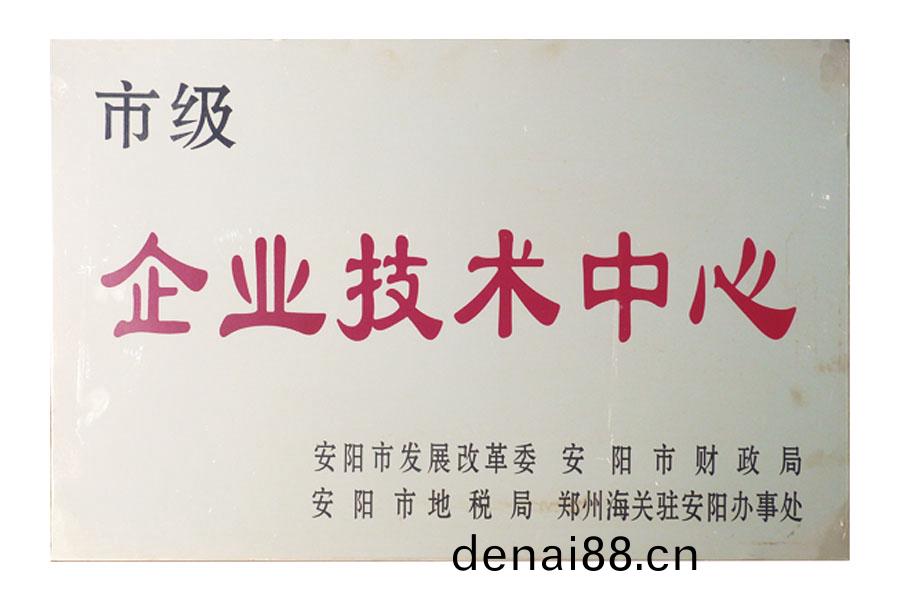 市级
企业技术中心
安阳市发展改革委 安阳市财政局
安阳市地税局 郑州海关驻安阳办事处
denai88.cn